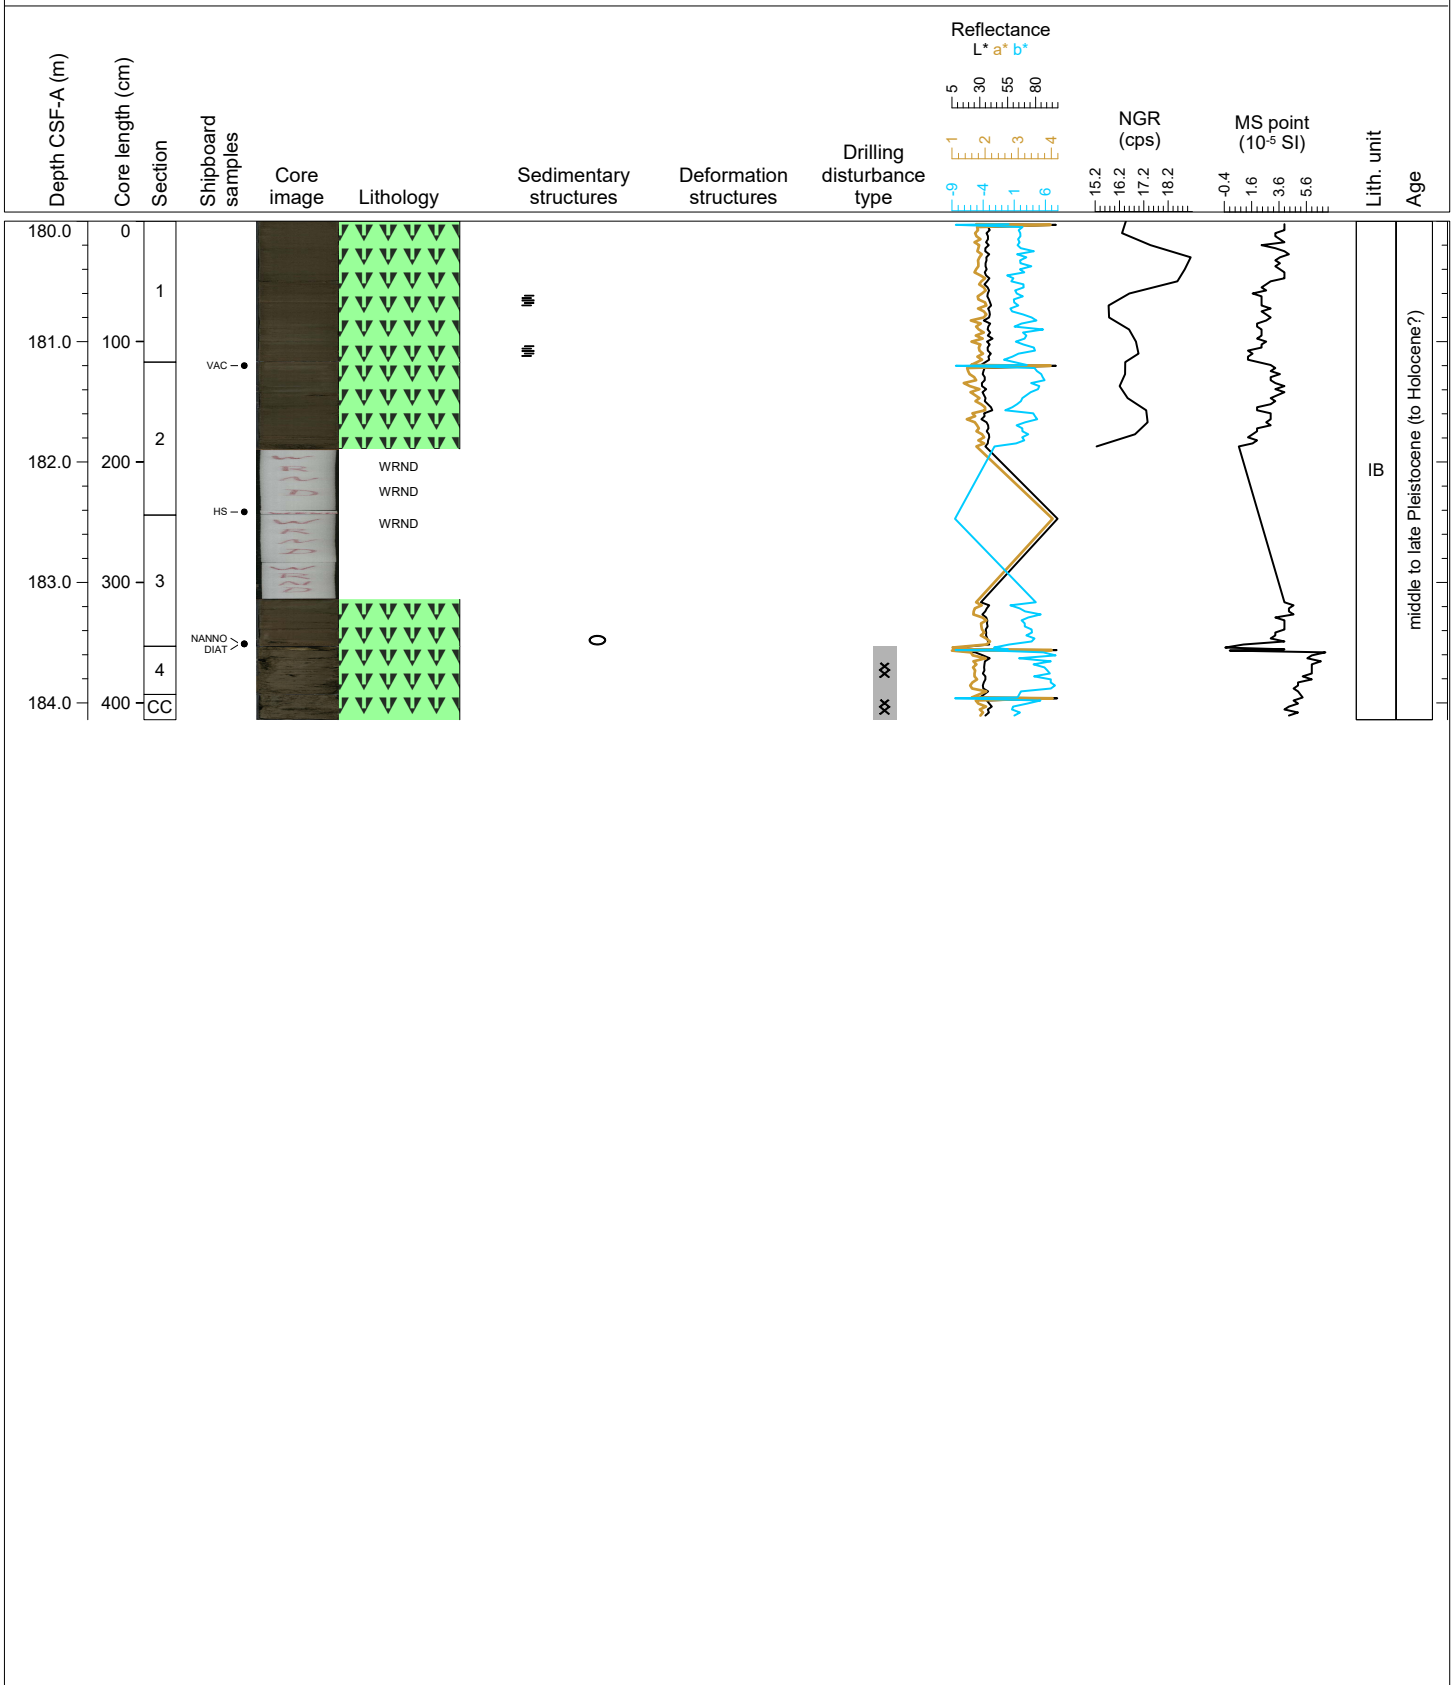 Reflectance
L* a* b*
5 30 55 80
1 2 3 4
-9 -4 1 6
Depth CSF-A (m)
Core length (cm)
Section
Shipboard
samples
Core
image
Lithology
Sedimentary
structures
Deformation
structures
Drilling
disturbance
type
NGR
(cps)
15.2 16.2 17.2 18.2
MS point
(10-5 SI)
-0.4 1.6 3.6 5.6
Lith. unit
Age
180.0 0
1
181.0 100
VAC
2
182.0 200
WRND
WRND
HS
WRND
183.0 300
3
NANNO
DIAT
4
184.0 400
CC
IB
middle to late Pleistocene (to Holocene?)
WRND
WRND
WRND